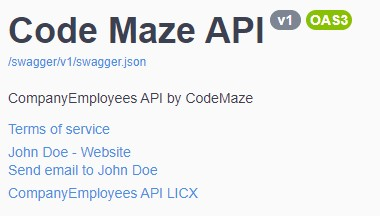 Code Maze API v1 OAS3
/swagger/v1/swagger.json
CompanyEmployees API by CodeMaze
Terms of service
John Doe - Website
Send email to John Doe
CompanyEmployees API LICX